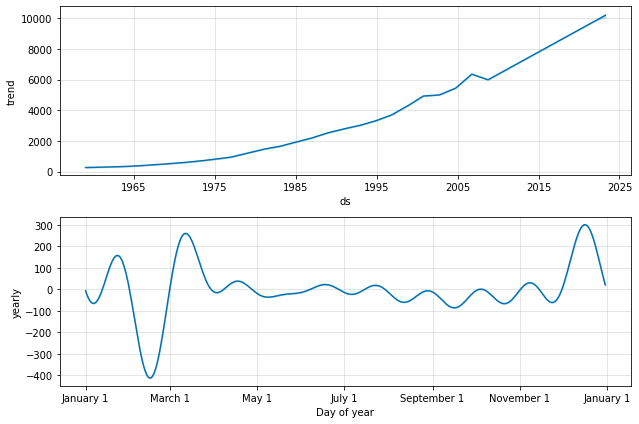 10000
8000
6000
4000
2000
0
trend
1965 1975 1985 1995 2005 2015 2025
ds
300
200
100
0
−100
−200
−300
−400
yearly
January 1 March 1 May 1 July 1 September 1 November 1 January 1
Day of year